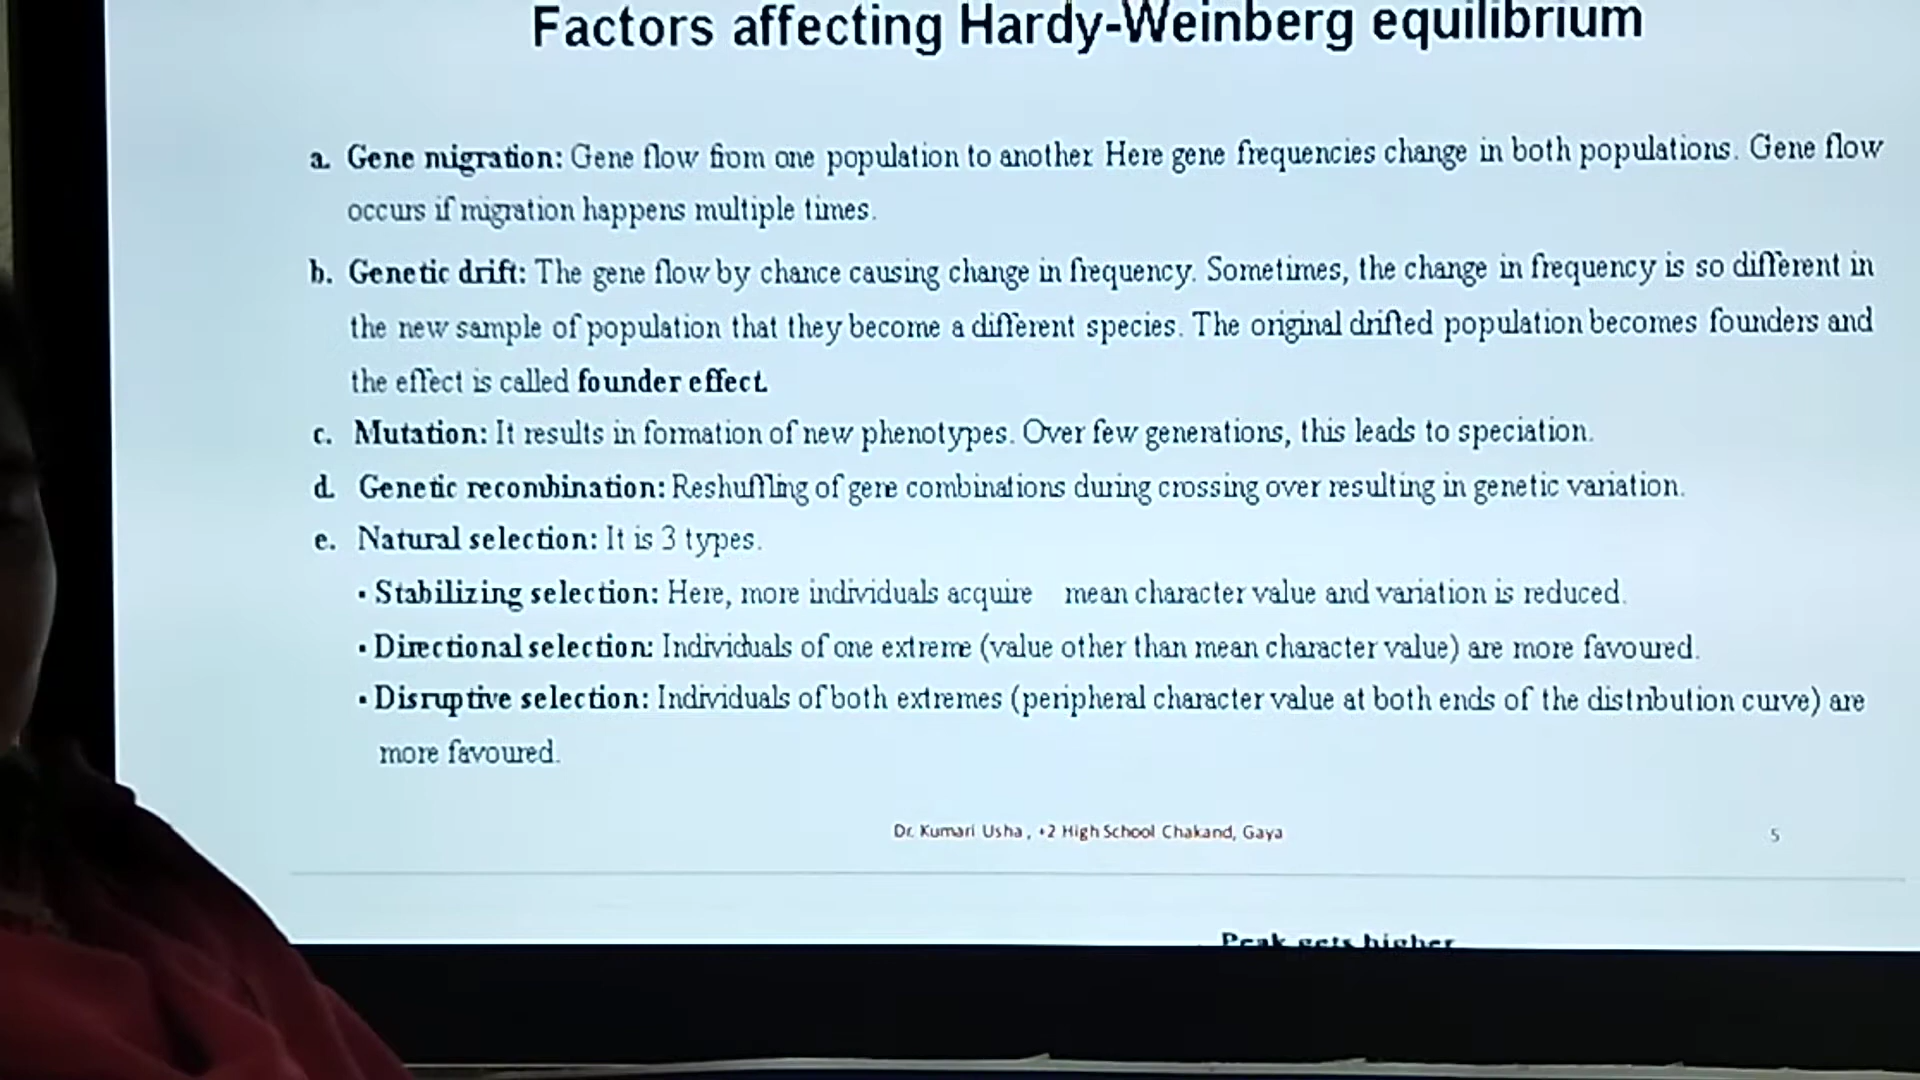 Factors affecting Hardy-Weinberg equilibrium
a. Gene migration: Gene flow from one population to another Here gene frequencies change in both populations. Gene flow
occurs if migration happens multiple times.
b. Genetic drift: The gene flow by chance causing change in frequency. Sometimes, the change in frequency is so different in
the new sample of population that they become a different species. The original drifted population becomes founders and
the effect is called founder effect.
c. Mutation: It results in formation of new phenotypes. Over few generations, this leads to speciation.
d. Genetic recombination: Reshuffling of gene combinations during crossing over resulting in genetic variation.
e. Natural selection: It is 3 types.
▪ Stabilizing selection: Here, more individuals acquire mean character value and variation is reduced.
▪ Directional selection: Individuals of one extreme (value other than mean character value) are more favoured.
▪ Disruptive selection: Individuals of both extremes (peripheral character value at both ends of the distribution curve) are
more favoured.
Dr. Kumari Usha , +2 High School Chakand, Gaya
5
Peak gets higher